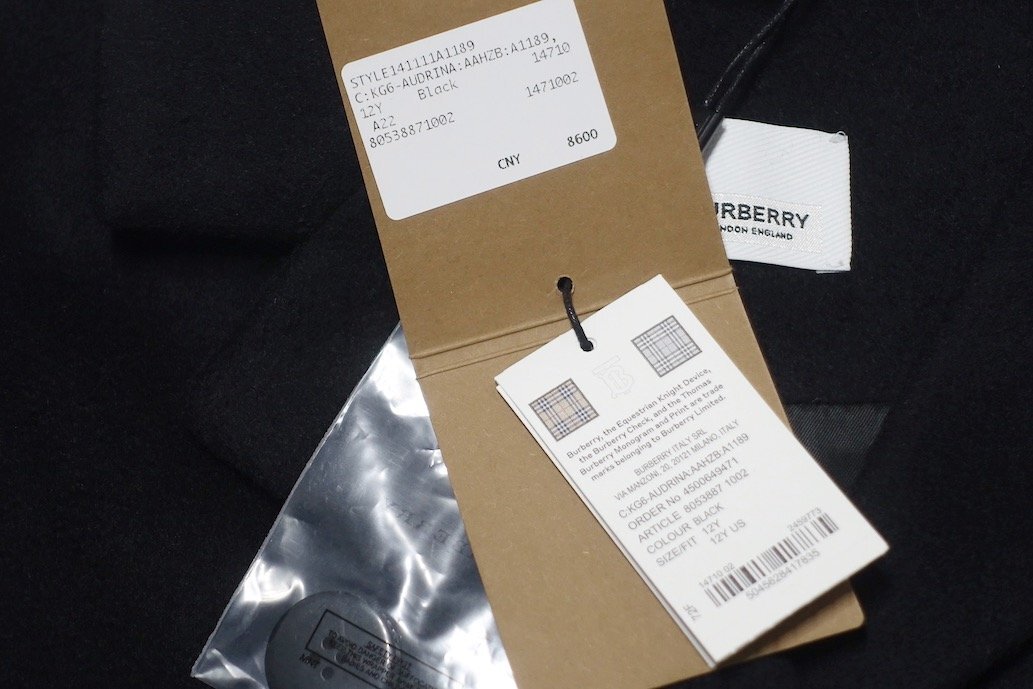 STYLE141111A1189
C:KG6-AUDRINA:AAHZB:A1189,
12Y Black 14710
A22
80538871002 1471002
CNY 8600
URBERRY
NDON ENGLAND
Burberry, the Equestrian Knight Device,
the Burberry Check, and the Thomas
Burberry Monogram and Print are trade
marks belonging to Burberry Limited.
BURBERRY ITALY SRL
VIA MANZONI, 20, 20121 MILANO, ITALY
C:KG6-AUDRINA:AAHZB:A1189
ORDER No 4500649471
ARTICLE 8053887 1002
COLOUR BLACK
SIZE/FIT 12Y
12Y US
2439773
14710 02
5045628417835